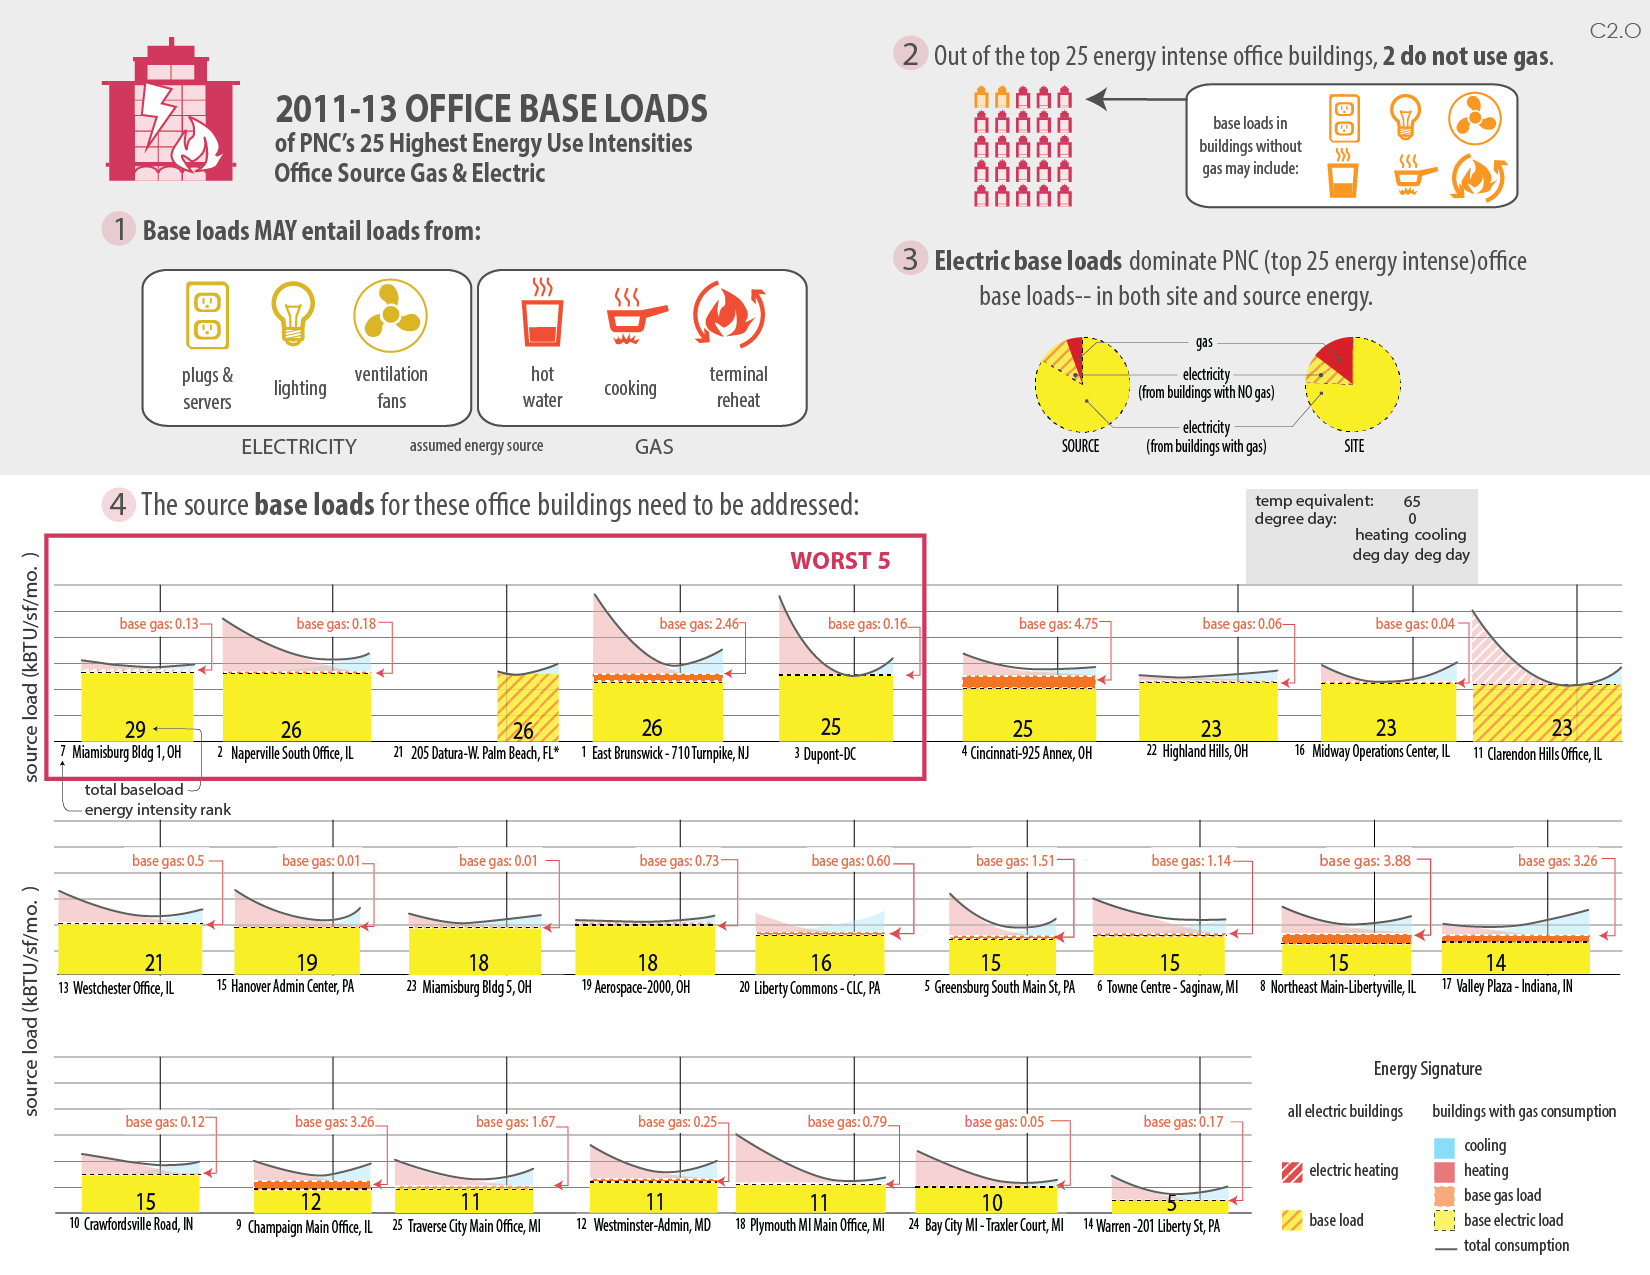 C2.O
2011-13 OFFICE BASE LOADS
of PNC's 25 Highest Energy Use Intensities
Office Source Gas & Electric
1 Base loads MAY entail loads from:
plugs &
servers
lighting
ventilation
fans
hot
water
cooking
terminal
reheat
ELECTRICITY
assumed energy source
GAS
2 Out of the top 25 energy intense office buildings, 2 do not use gas.
base loads in
buildings without
gas may include:
3 Electric base loads dominate PNC (top 25 energy intense)office
base loads-- in both site and source energy.
gas
electricity
(from buildings with NO gas)
electricity
(from buildings with gas)
SOURCE
SITE
4 The source base loads for these office buildings need to be addressed:
temp equivalent: 65
degree day: 0
heating cooling
deg day deg day
WORST 5
source load (kBTU/sf/mo. )
base gas: 0.13
base gas: 0.18
base gas: 2.46
base gas: 0.16
base gas: 4.75
base gas: 0.06
base gas: 0.04
29
26
26
26
25
25
23
23
23
7 Miamisburg Bldg 1, OH
2 Naperville South Office, IL
21 205 Datura-W. Palm Beach, FL*
1 East Brunswick - 710 Turnpike, NJ
3 Dupont-DC
4 Cincinnati-925 Annex, OH
22 Highland Hills, OH
16 Midway Operations Center, IL
11 Clarendon Hills Office, IL
total baseload
energy intensity rank
source load (kBTU/sf/mo. )
base gas: 0.5
base gas: 0.01
base gas: 0.01
base gas: 0.73
base gas: 0.60
base gas: 1.51
base gas: 1.14
base gas: 3.88
base gas: 3.26
21
19
18
18
16
15
15
15
14
13 Westchester Office, IL
15 Hanover Admin Center, PA
23 Miamisburg Bldg 5, OH
19 Aerospace-2000, OH
20 Liberty Commons - CLC, PA
5 Greensburg South Main St, PA
6 Towne Centre - Saginaw, MI
8 Northeast Main-Libertyville, IL
17 Valley Plaza - Indiana, IN
base gas: 0.12
base gas: 3.26
base gas: 1.67
base gas: 0.25
base gas: 0.79
base gas: 0.05
base gas: 0.17
15
12
11
11
11
10
5
10 Crawfordsville Road, IN
9 Champaign Main Office, IL
25 Traverse City Main Office, MI
12 Westminster-Admin, MD
18 Plymouth MI Main Office, MI
24 Bay City MI - Traxler Court, MI
14 Warren -201 Liberty St, PA
Energy Signature
all electric buildings
buildings with gas consumption
electric heating
base load
cooling
heating
base gas load
base electric load
total consumption